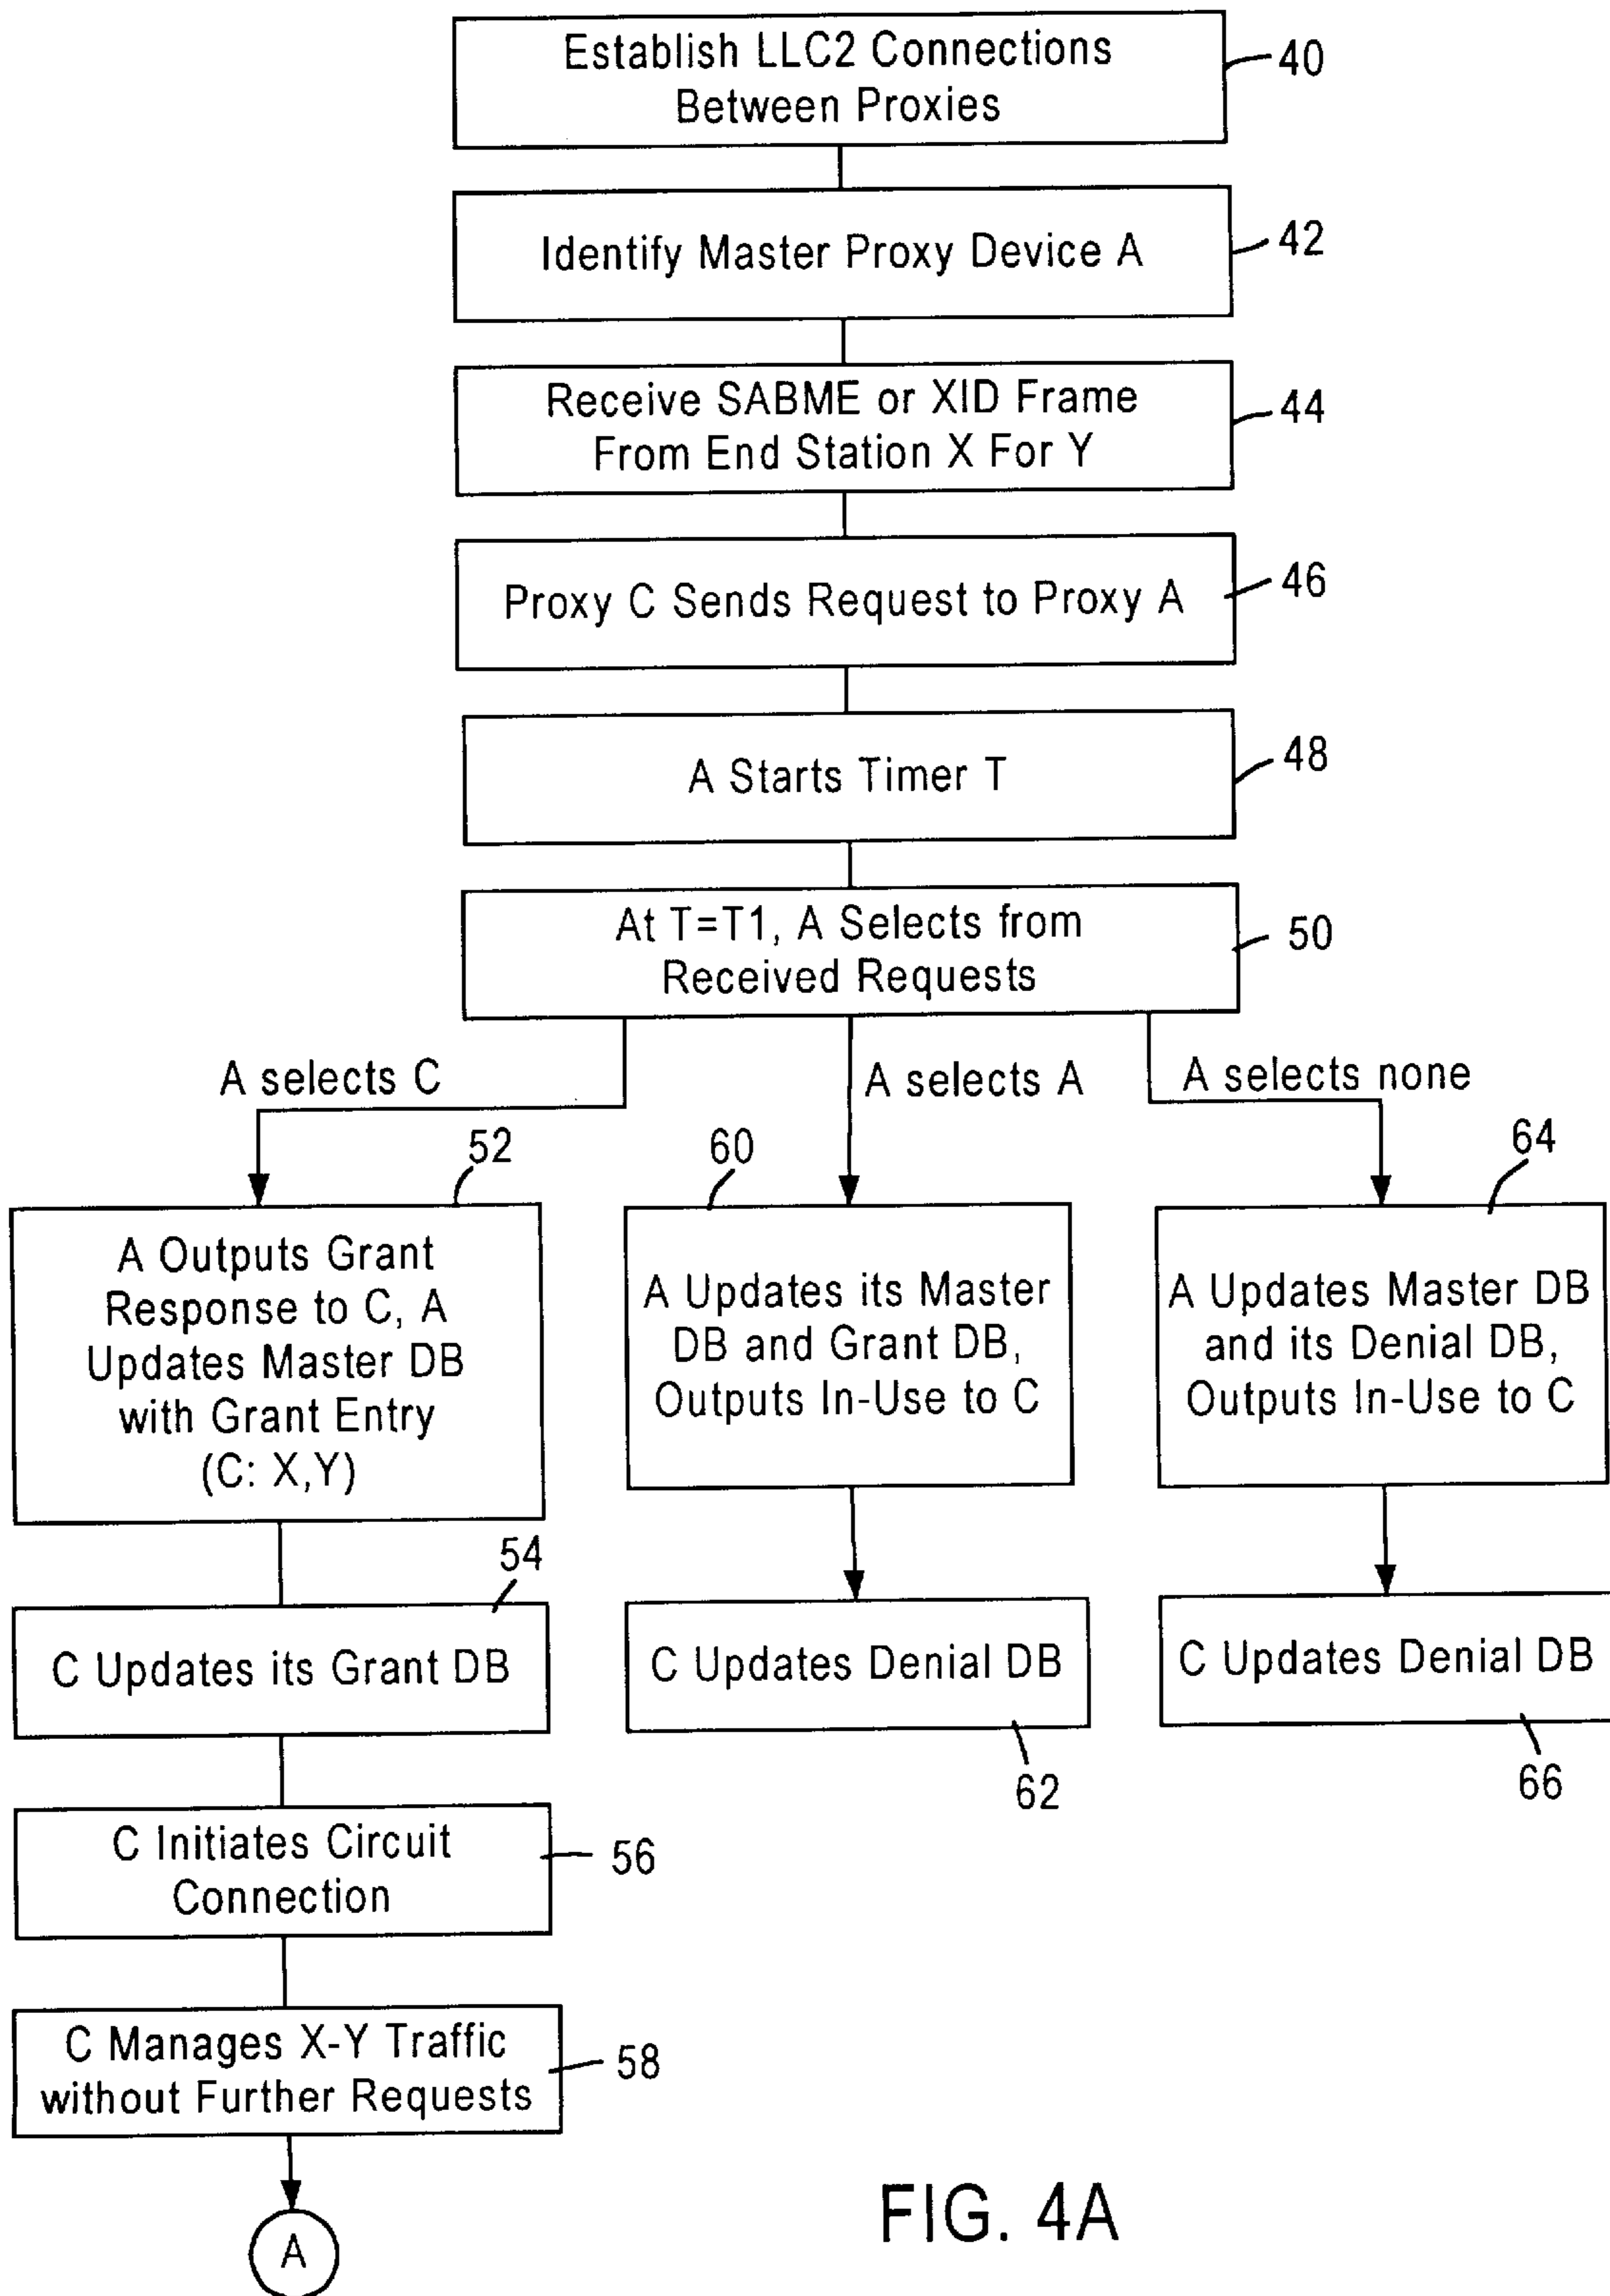 Establish LLC2 Connections
Between Proxies
40
Identify Master Proxy Device A
42
Receive SABME or XID Frame
From End Station X For Y
44
Proxy C Sends Request to Proxy A
46
A Starts Timer T
48
At T=T1, A Selects from
Received Requests
50
A selects C
A selects A
A selects none
52
A Outputs Grant
Response to C, A
Updates Master DB
with Grant Entry
(C: X,Y)
60
A Updates its Master
DB and Grant DB,
Outputs In-Use to C
64
A Updates Master DB
and its Denial DB,
Outputs In-Use to C
54
C Updates its Grant DB
C Updates Denial DB
62
C Updates Denial DB
66
C Initiates Circuit
Connection
56
C Manages X-Y Traffic
without Further Requests
58
A
FIG. 4A